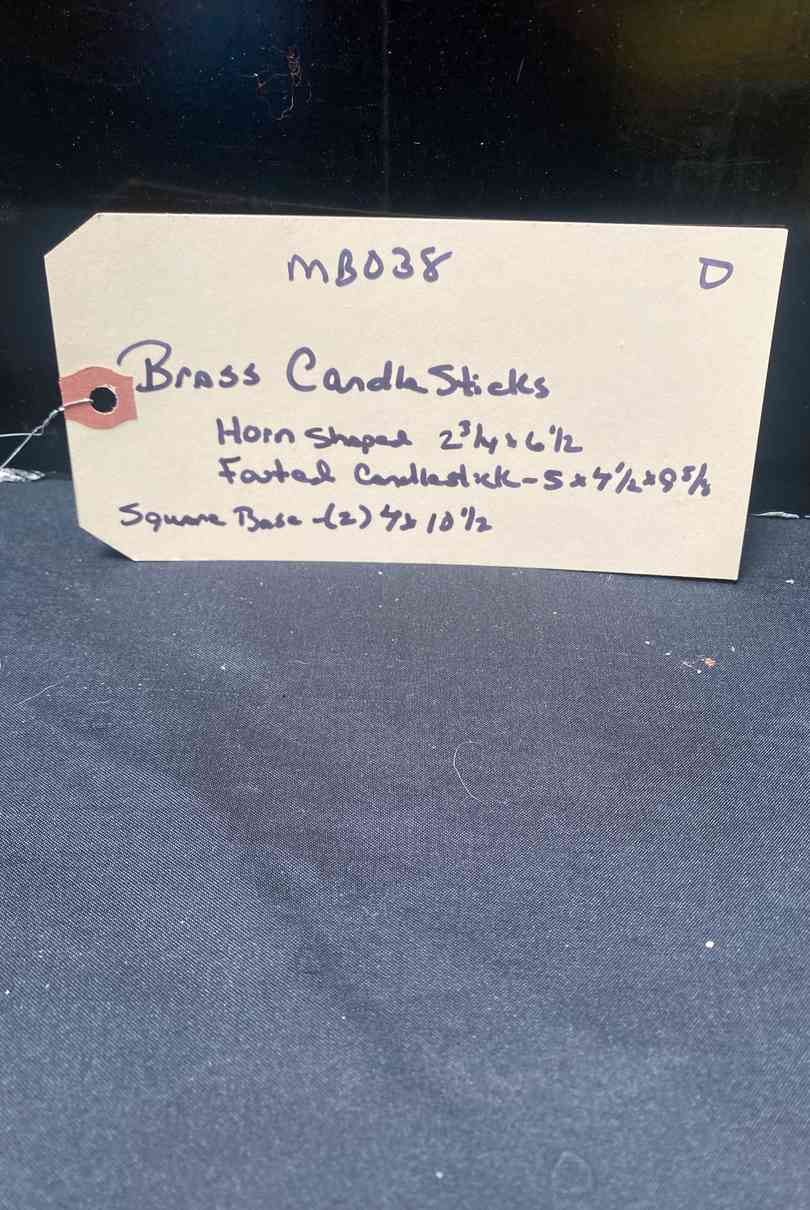 MB038 D
Brass CandleSticks
Horn Shaped 2 3/4 x 6 1/2
Footed Candlestick - 5 x 4 1/2 x 9 5/8
Square Base - (2) 4 x 10 1/2